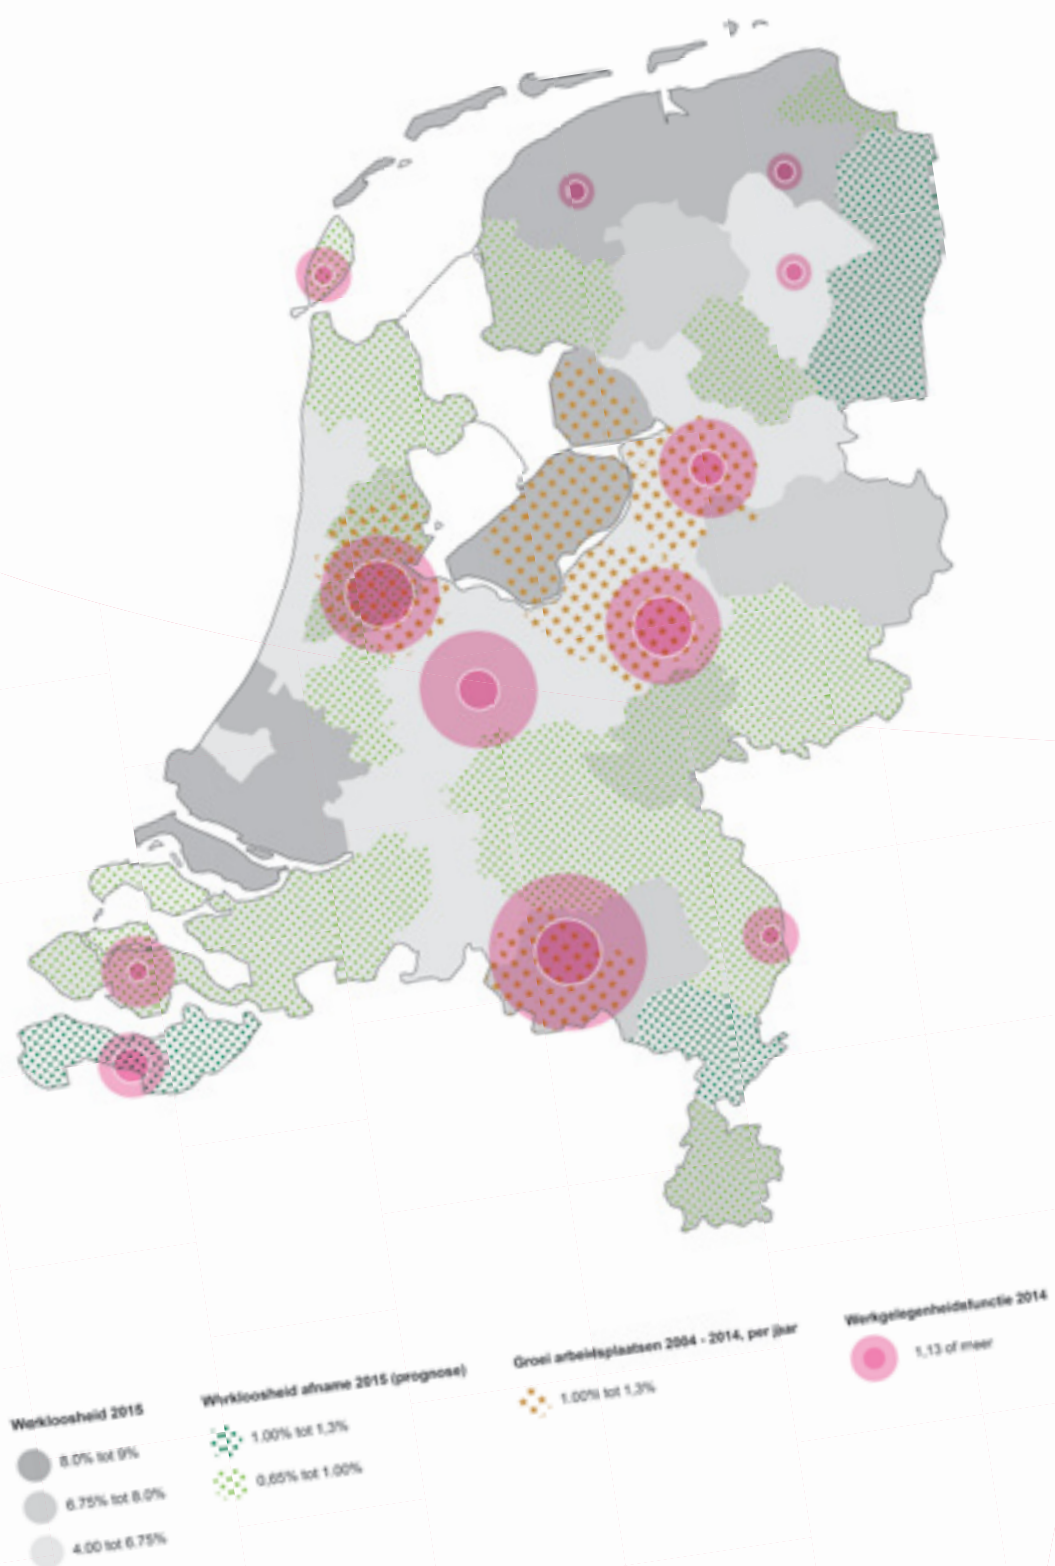 Werkloosheid 2015
8.0% tot 9%
6.75% tot 8.0%
4.00 tot 6.75%
Werkloosheid afname 2015 (prognose)
1.00% tot 1,3%
0,65% tot 1.00%
Groei arbeidsplaatsen 2004 - 2014, per jaar
1.00% tot 1,3%
Werkgelegenheidsfunctie 2014
1,13 of meer